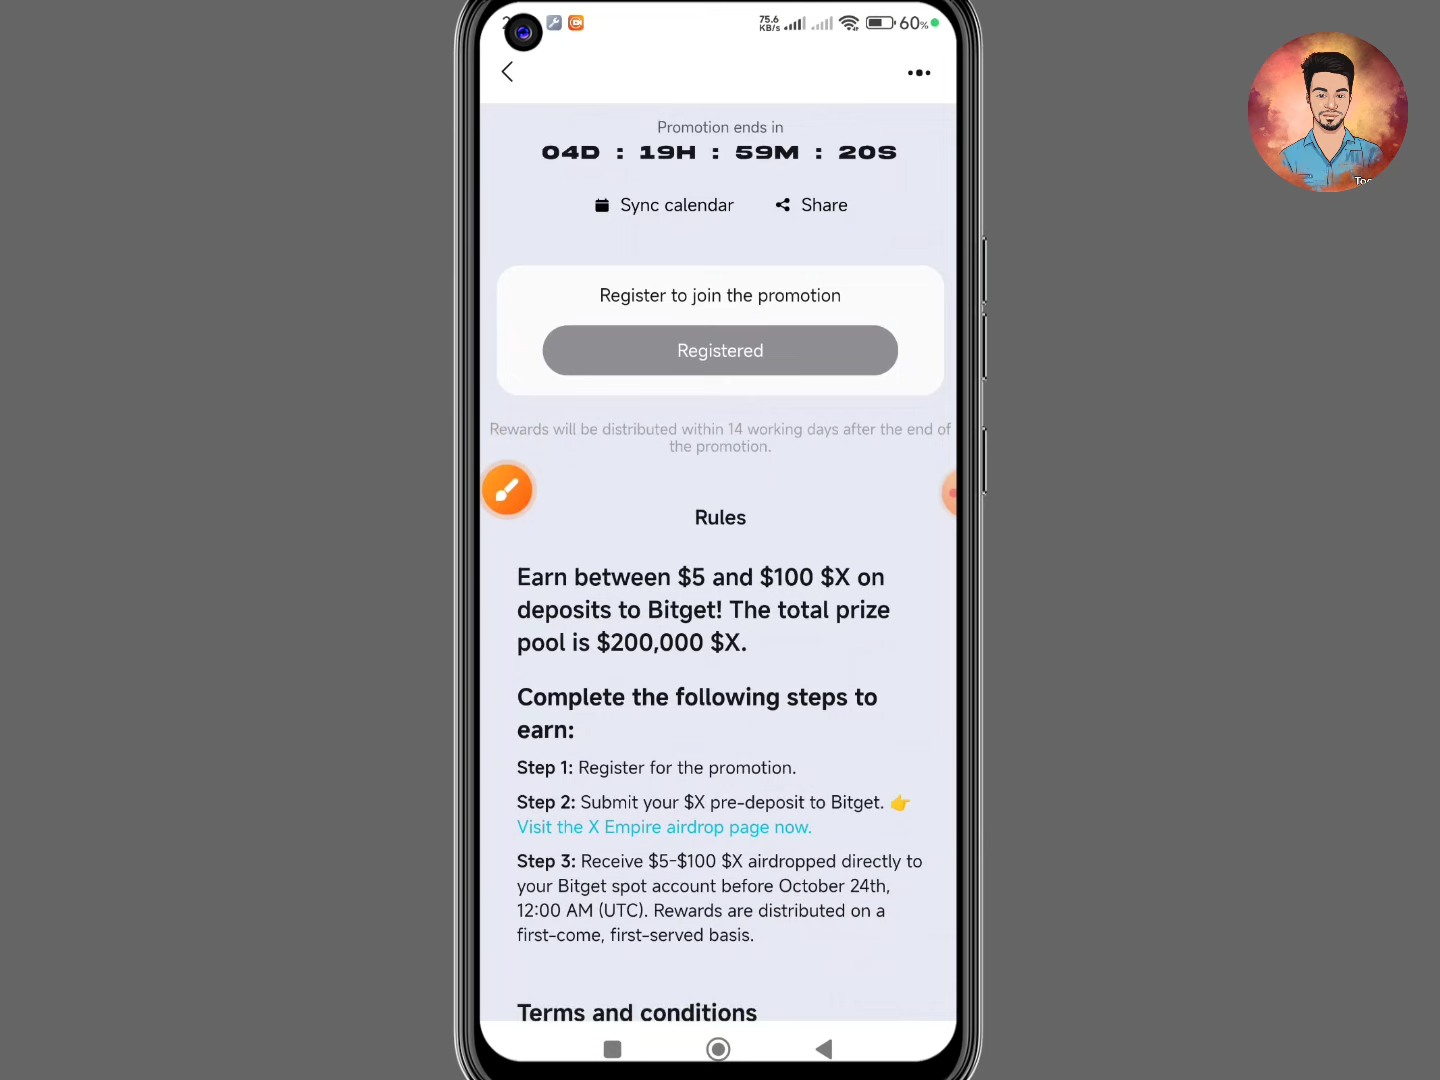 75.6
KB/s
60%
Promotion ends in
04D : 19H : 59M : 20S
Sync calendar Share
Register to join the promotion
Registered
Rewards will be distributed within 14 working days after the end of
the promotion.
Rules
Earn between $5 and $100 $X on
deposits to Bitget! The total prize
pool is $200,000 $X.
Complete the following steps to
earn:
Step 1: Register for the promotion.
Step 2: Submit your $X pre-deposit to Bitget. 👉
Visit the X Empire airdrop page now.
Step 3: Receive $5-$100 $X airdropped directly to
your Bitget spot account before October 24th,
12:00 AM (UTC). Rewards are distributed on a
first-come, first-served basis.
Terms and conditions